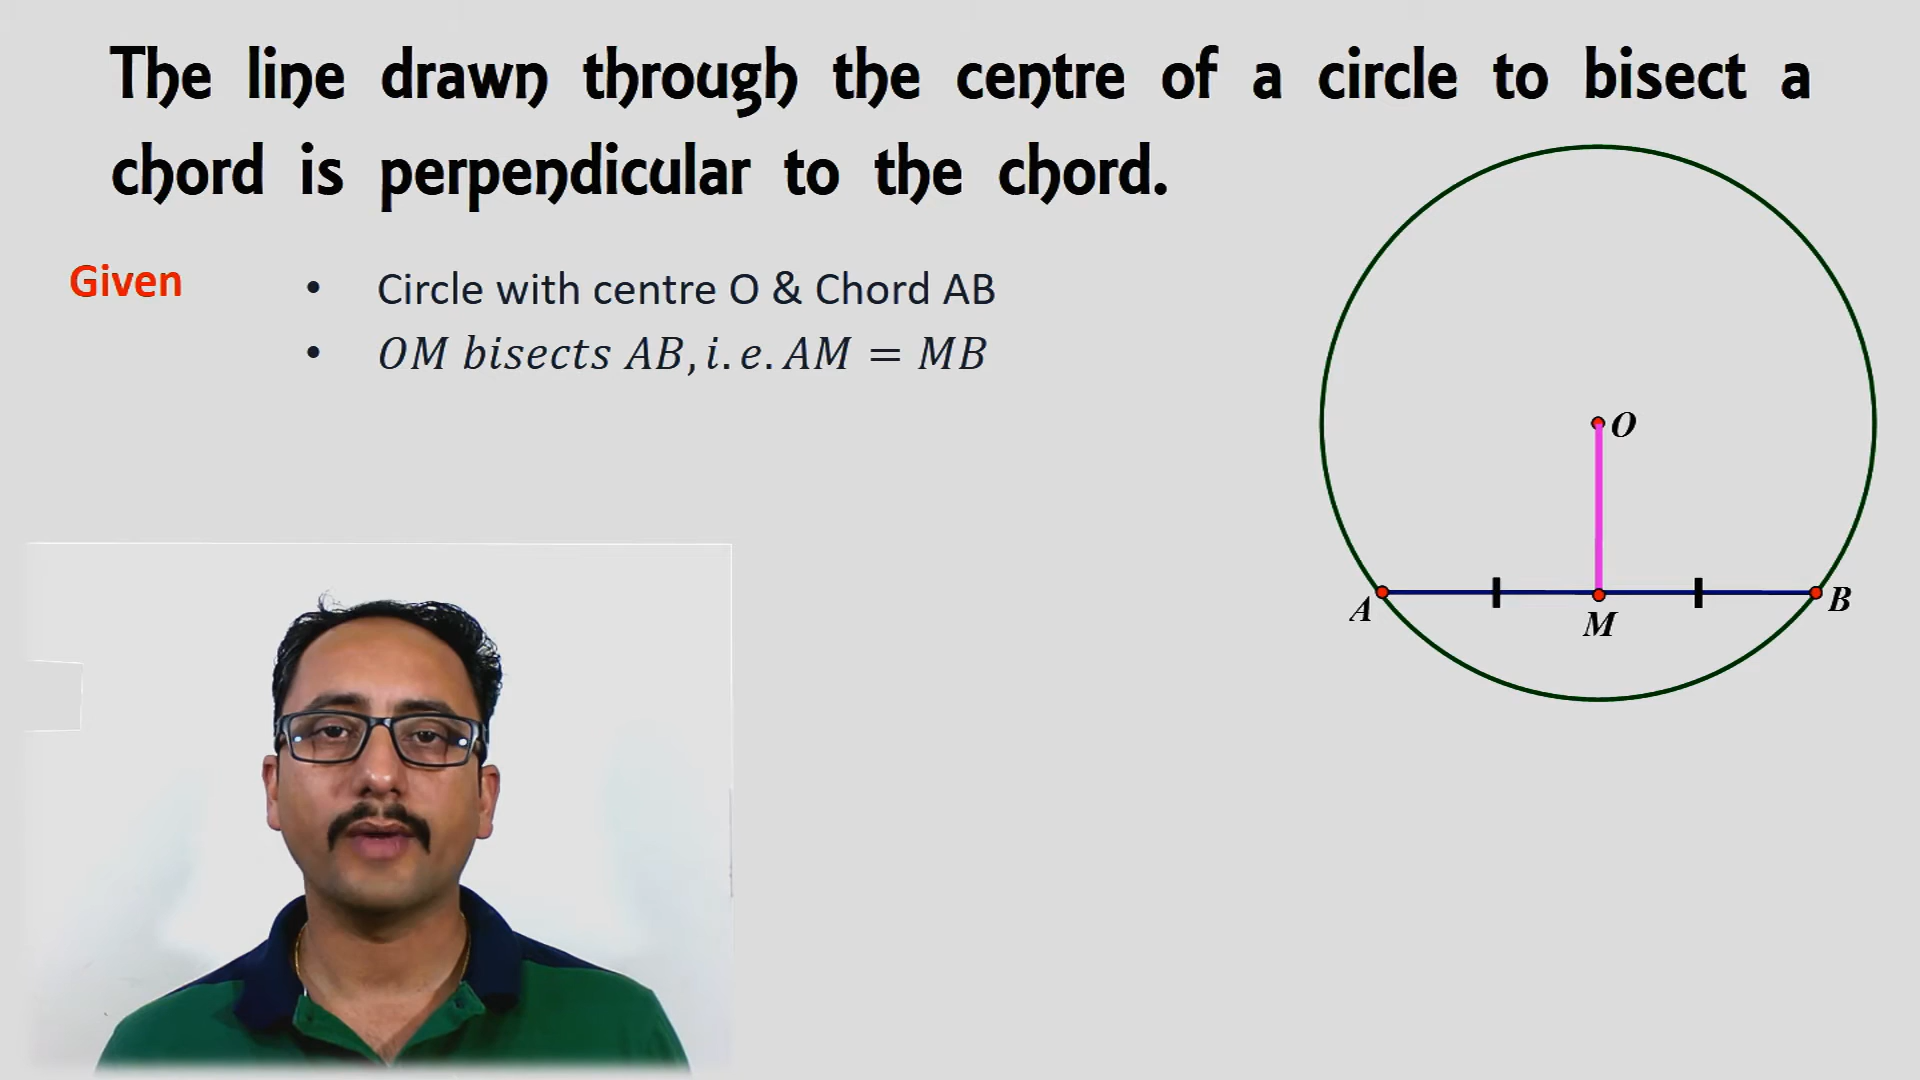 The line drawn through the centre of a circle to bisect a
chord is perpendicular to the chord.
Given
• Circle with centre O & Chord AB
• OM bisects AB, i.e. AM = MB
O
A
M
B